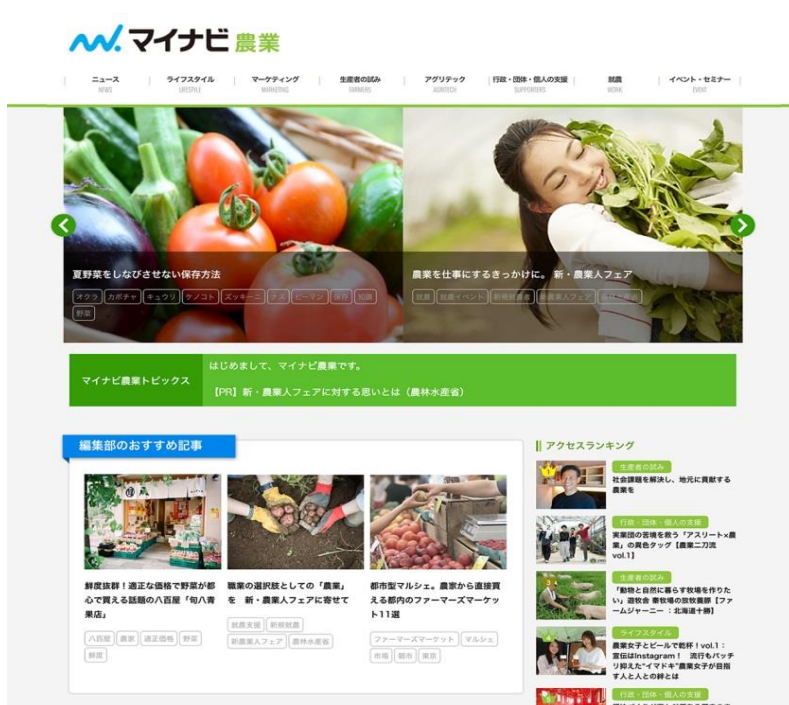 マイナビ 農業
ニュース
NEWS
ライフスタイル
LIFESTYLE
マーケティング
MARKETING
生産者の試み
FARMERS
アグリテック
AGRITECH
行政・団体・個人の支援
SUPPORTERS
就農
WORK
イベント・セミナー
EVENT
夏野菜をしなびさせない保存方法
オクラ カボチャ キュウリ タケノコト ズッキーニ ナス ピーマン 保存 知識
野菜
農業を仕事にするきっかけに。 新・農業人フェア
就農 就農イベント 新規就農者
マイナビ農業トピックス
はじめまして、マイナビ農業です。
【PR】新・農業人フェアに対する思いとは（農林水産省）
編集部のおすすめ記事
鮮度抜群！適正な価格で野菜が都
心で買える話題の八百屋「旬八青
果店」
八百屋 農家 適正価格 野菜
鮮度
職業の選択肢としての「農業」
を 新・農業人フェアに寄せて
就農支援 新規就農
新農業人フェア 農林水産省
都市型マルシェ。農家から直接買
える都内のファーマーズマーケッ
ト11選
ファーマーズマーケット マルシェ
市場 朝市 東京
アクセスランキング
1
生産者の試み
社会課題を解決し、地元に貢献する
農業を
2
行政・団体・個人の支援
実業団の苦境を救う「アスリート×農
業」の異色タッグ【農業二刀流
vol.1】
3
生産者の試み
「動物と自然に暮らす牧場を作りた
い」遊牧舎 秦牧場の放牧養豚【ファ
ームジャーニー ：北海道十勝】
4
ライフスタイル
農業女子とビールで乾杯！vol.1：
宣伝はInstagram！ 流行もバッチ
リ抑えた“イマドキ”農業女子が目指
す人と人との絆とは
5
行政・団体・個人の支援